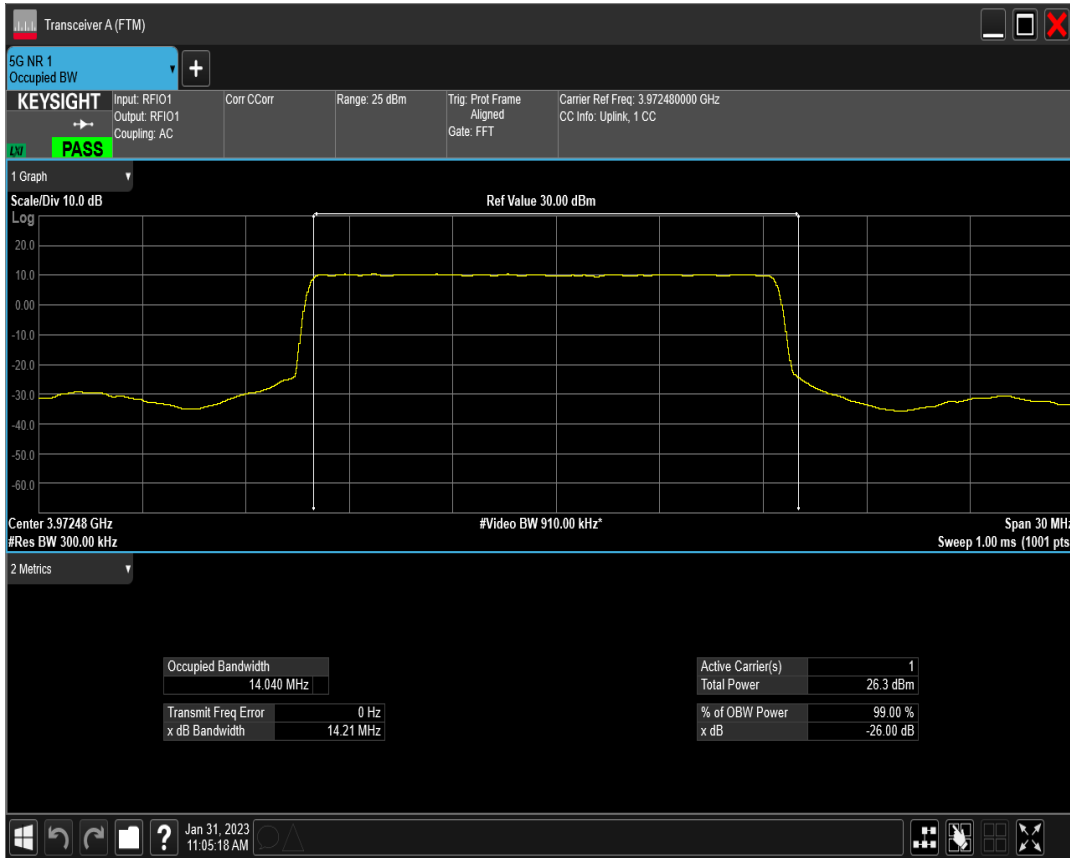 Transceiver A (FTM)
5G NR 1
Occupied BW
+
KEYSIGHT
LXI
PASS
Input: RFIO1
Output: RFIO1
Coupling: AC
Corr CCorr
Range: 25 dBm
Trig: Prot Frame
Aligned
Gate: FFT
Carrier Ref Freq: 3.972480000 GHz
CC Info: Uplink, 1 CC
1 Graph
Scale/Div 10.0 dB
Ref Value 30.00 dBm
Log
20.0
10.0
0.00
-10.0
-20.0
-30.0
-40.0
-50.0
-60.0
Center 3.97248 GHz
#Video BW 910.00 kHz*
Span 30 MHz
#Res BW 300.00 kHz
Sweep 1.00 ms (1001 pts
2 Metrics
Occupied Bandwidth
14.040 MHz
Transmit Freq Error 0 Hz
x dB Bandwidth 14.21 MHz
Active Carrier(s) 1
Total Power 26.3 dBm
% of OBW Power 99.00 %
x dB -26.00 dB
?
Jan 31, 2023
11:05:18 AM